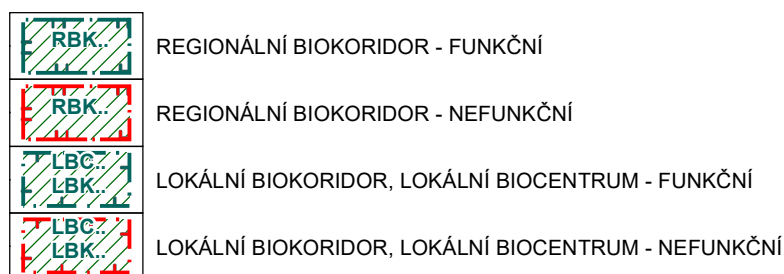 RBK.. REGIONÁLNÍ BIOKORIDOR - FUNKČNÍ
RBK.. REGIONÁLNÍ BIOKORIDOR - NEFUNKČNÍ
LBC..
LBK.. LOKÁLNÍ BIOKORIDOR, LOKÁLNÍ BIOCENTRUM - FUNKČNÍ
LBC..
LBK.. LOKÁLNÍ BIOKORIDOR, LOKÁLNÍ BIOCENTRUM - NEFUNKČNÍ